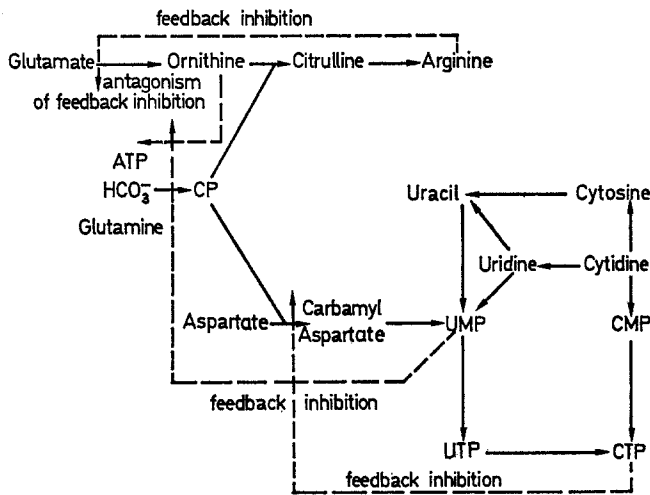 feedback inhibition
Glutamate Ornithine Citrulline Arginine
antagonism
of feedback inhibition
ATP
HCO₃⁻ CP
Glutamine
Uracil Cytosine
Uridine Cytidine
Aspartate Carbamyl
Aspartate
UMP CMP
feedback inhibition
UTP CTP
feedback inhibition